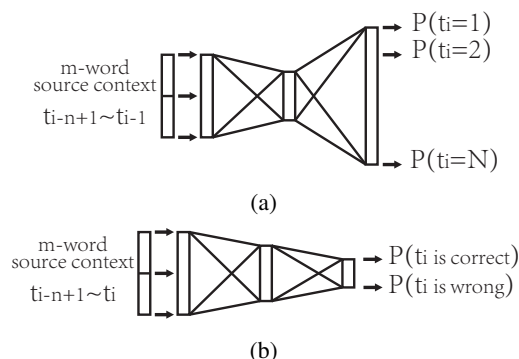 m-word
source context
ti-n+1~ti-1
P(ti=1)
P(ti=2)
P(ti=N)
(a)
m-word
source context
ti-n+1~ti
P(ti is correct)
P(ti is wrong)
(b)